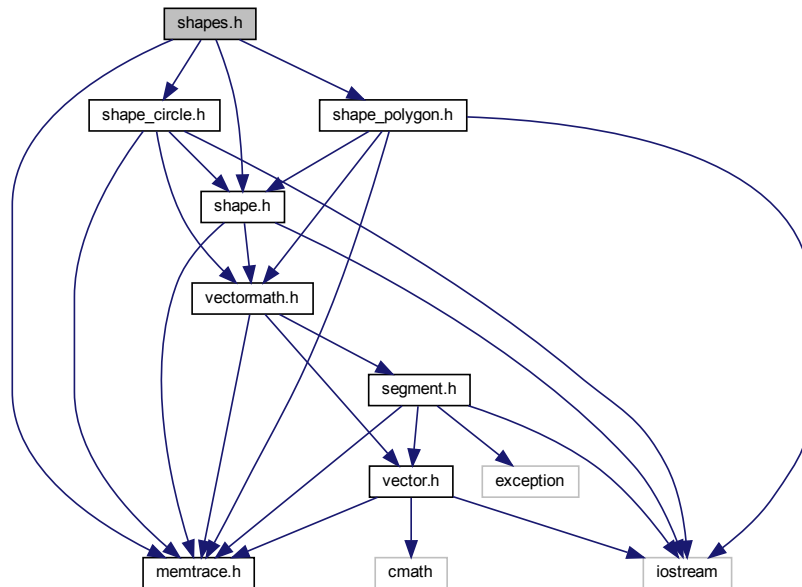 shapes.h
shape_circle.h
shape_polygon.h
shape.h
vectormath.h
segment.h
vector.h
exception
memtrace.h
cmath
iostream